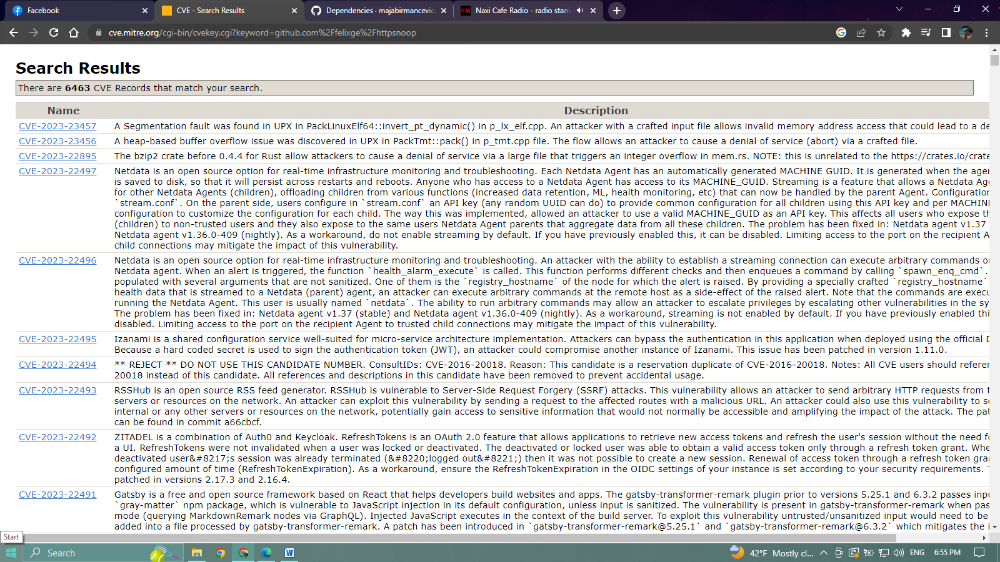 Facebook
CVE - Search Results
Dependencies · majabirmancevic
Naxi Cafe Radio - radio stani
cve.mitre.org/cgi-bin/cvekey.cgi?keyword=github.com%2Ffelixge%2Fhttpsnoop
Search Results
There are 6463 CVE Records that match your search.
Name Description
CVE-2023-23457 A Segmentation fault was found in UPX in PackLinuxElf64::invert_pt_dynamic() in p_lx_elf.cpp. An attacker with a crafted input file allows invalid memory address access that could lead to a de
CVE-2023-23456 A heap-based buffer overflow issue was discovered in UPX in PackTmt::pack() in p_tmt.cpp file. The flow allows an attacker to cause a denial of service (abort) via a crafted file.
CVE-2023-22895 The bzip2 crate before 0.4.4 for Rust allow attackers to cause a denial of service via a large file that triggers an integer overflow in mem.rs. NOTE: this is unrelated to the https://crates.io/crate
CVE-2023-22497 Netdata is an open source option for real-time infrastructure monitoring and troubleshooting. Each Netdata Agent has an automatically generated MACHINE GUID. It is generated when the agen
is saved to disk, so that it will persist across restarts and reboots. Anyone who has access to a Netdata Agent has access to its MACHINE_GUID. Streaming is a feature that allows a Netdata Age
for other Netdata Agents (children), offloading children from various functions (increased data retention, ML, health monitoring, etc) that can now be handled by the parent Agent. Configuration
`stream.conf`. On the parent side, users configure in `stream.conf` an API key (any random UUID can do) to provide common configuration for all children using this API key and per MACHIN
configuration to customize the configuration for each child. The way this was implemented, allowed an attacker to use a valid MACHINE_GUID as an API key. This affects all users who expose th
(children) to non-trusted users and they also expose to the same users Netdata Agent parents that aggregate data from all these children. The problem has been fixed in: Netdata agent v1.37
Netdata agent v1.36.0-409 (nightly). As a workaround, do not enable streaming by default. If you have previously enabled this, it can be disabled. Limiting access to the port on the recipient A
child connections may mitigate the impact of this vulnerability.
CVE-2023-22496 Netdata is an open source option for real-time infrastructure monitoring and troubleshooting. An attacker with the ability to establish a streaming connection can execute arbitrary commands on
Netdata agent. When an alert is triggered, the function `health_alarm_execute` is called. This function performs different checks and then enqueues a command by calling `spawn_enq_cmd`.
populated with several arguments that are not sanitized. One of them is the `registry_hostname` of the node for which the alert is raised. By providing a specially crafted `registry_hostname`
health data that is streamed to a Netdata (parent) agent, an attacker can execute arbitrary commands at the remote host as a side-effect of the raised alert. Note that the commands are execu
running the Netdata Agent. This user is usually named `netdata`. The ability to run arbitrary commands may allow an attacker to escalate privileges by escalating other vulnerabilities in the sy
The problem has been fixed in: Netdata agent v1.37 (stable) and Netdata agent v1.36.0-409 (nightly). As a workaround, streaming is not enabled by default. If you have previously enabled thi
disabled. Limiting access to the port on the recipient Agent to trusted child connections may mitigate the impact of this vulnerability.
CVE-2023-22495 Izanami is a shared configuration service well-suited for micro-service architecture implementation. Attackers can bypass the authentication in this application when deployed using the official D
Because a hard coded secret is used to sign the authentication token (JWT), an attacker could compromise another instance of Izanami. This issue has been patched in version 1.11.0.
CVE-2023-22494 ** REJECT ** DO NOT USE THIS CANDIDATE NUMBER. ConsultIDs: CVE-2016-20018. Reason: This candidate is a reservation duplicate of CVE-2016-20018. Notes: All CVE users should referen
20018 instead of this candidate. All references and descriptions in this candidate have been removed to prevent accidental usage.
CVE-2023-22493 RSSHub is an open source RSS feed generator. RSSHub is vulnerable to Server-Side Request Forgery (SSRF) attacks. This vulnerability allows an attacker to send arbitrary HTTP requests from t
servers or resources on the network. An attacker can exploit this vulnerability by sending a request to the affected routes with a malicious URL. An attacker could also use this vulnerability to se
internal or any other servers or resources on the network, potentially gain access to sensitive information that would not normally be accessible and amplifying the impact of the attack. The pat
can be found in commit a66cbcf.
CVE-2023-22492 ZITADEL is a combination of Auth0 and Keycloak. RefreshTokens is an OAuth 2.0 feature that allows applications to retrieve new access tokens and refresh the user's session without the need fo
a UI. RefreshTokens were not invalidated when a user was locked or deactivated. The deactivated or locked user was able to obtain a valid access token only through a refresh token grant. Whe
deactivated user&#8217;s session was already terminated (&#8220;logged out&#8221;) then it was not possible to create a new session. Renewal of access token through a refresh token gran
configured amount of time (RefreshTokenExpiration). As a workaround, ensure the RefreshTokenExpiration in the OIDC settings of your instance is set according to your security requirements. T
patched in versions 2.17.3 and 2.16.4.
CVE-2023-22491 Gatsby is a free and open source framework based on React that helps developers build websites and apps. The gatsby-transformer-remark plugin prior to versions 5.25.1 and 6.3.2 passes inpu
`gray-matter` npm package, which is vulnerable to JavaScript injection in its default configuration, unless input is sanitized. The vulnerability is present in gatsby-transformer-remark when pas
mode (querying MarkdownRemark nodes via GraphQL). Injected JavaScript executes in the context of the build server. To exploit this vulnerability untrusted/unsanitized input would need to be
added into a file processed by gatsby-transformer-remark. A patch has been introduced in `gatsby-transformer-remark@5.25.1` and `gatsby-transformer-remark@6.3.2` which mitigates the i
Start
Search
42°F Mostly cl... ENG 6:55 PM